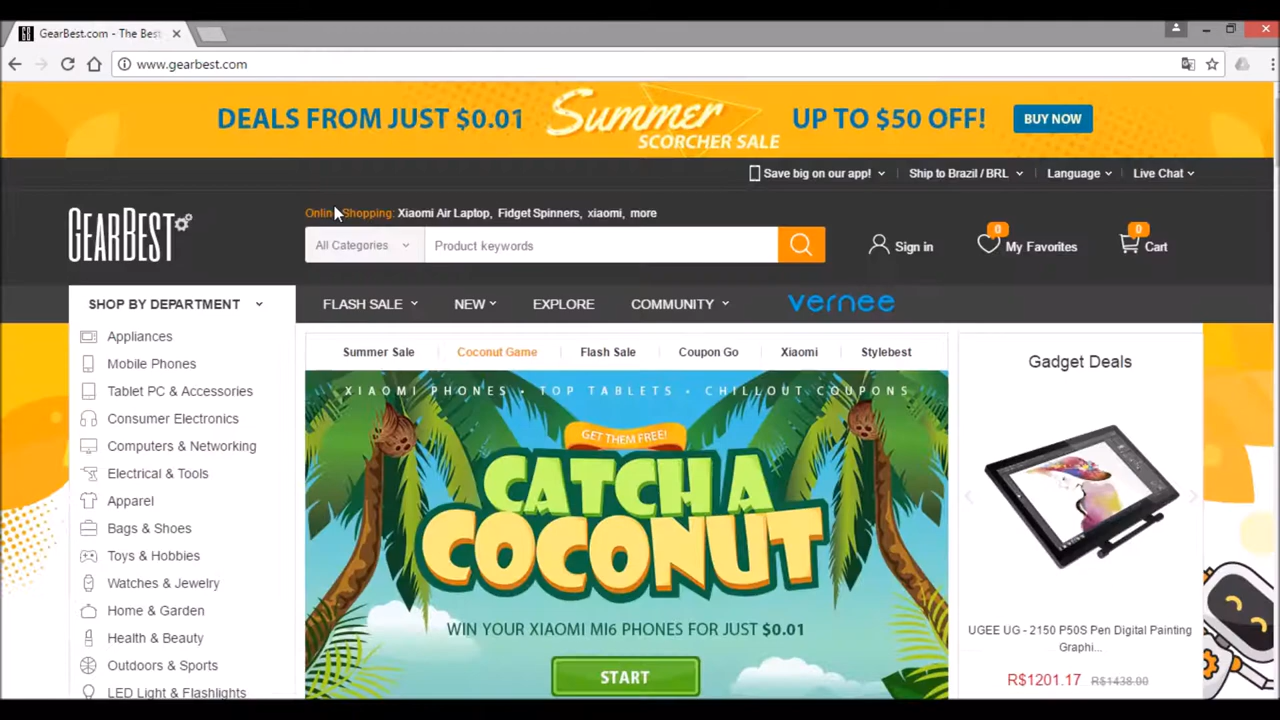 GearBest.com - The Best
www.gearbest.com
DEALS FROM JUST $0.01
Summer
SCORCHER SALE
UP TO $50 OFF!
BUY NOW
Save big on our app!
Ship to Brazil / BRL
Language
Live Chat
GEARBEST
Online Shopping: Xiaomi Air Laptop, Fidget Spinners, xiaomi, more
All Categories
Product keywords
Sign in
0
My Favorites
0
Cart
SHOP BY DEPARTMENT
FLASH SALE
NEW
EXPLORE
COMMUNITY
vernee
Appliances
Mobile Phones
Tablet PC & Accessories
Consumer Electronics
Computers & Networking
Electrical & Tools
Apparel
Bags & Shoes
Toys & Hobbies
Watches & Jewelry
Home & Garden
Health & Beauty
Outdoors & Sports
LED Light & Flashlights
Summer Sale
Coconut Game
Flash Sale
Coupon Go
Xiaomi
Stylebest
XIAOMI PHONES • TOP TABLETS • CHILLOUT COUPONS
GET THEM FREE!
CATCH A
COCONUT
WIN YOUR XIAOMI MI6 PHONES FOR JUST $0.01
START
Gadget Deals
UGEE UG - 2150 P50S Pen Digital Painting
Graphi...
R$1201.17 R$1438.00